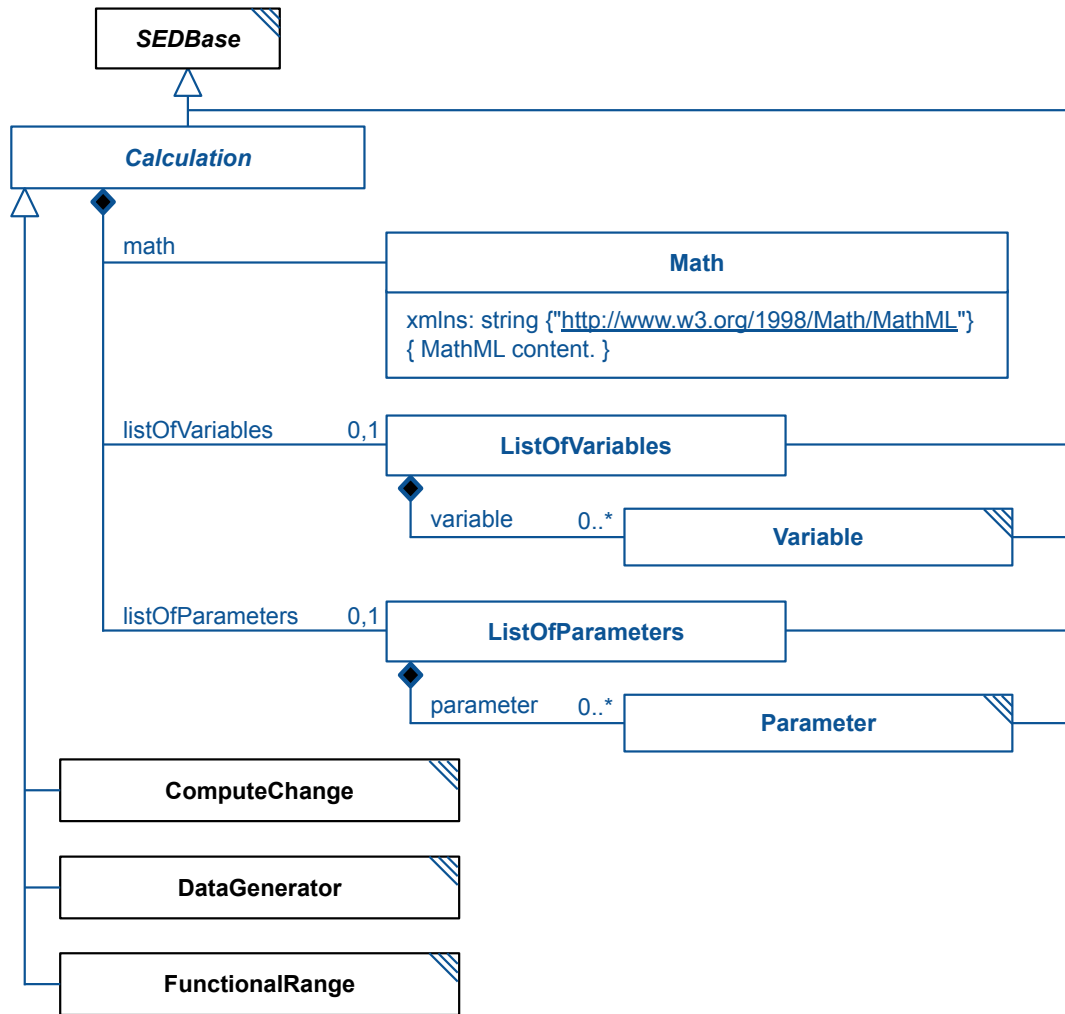 SEDBase
Calculation
math
Math
xmlns: string {"http://www.w3.org/1998/Math/MathML"}
{ MathML content. }
listOfVariables 0,1
ListOfVariables
variable 0..*
Variable
listOfParameters 0,1
ListOfParameters
parameter 0..*
Parameter
ComputeChange
DataGenerator
FunctionalRange